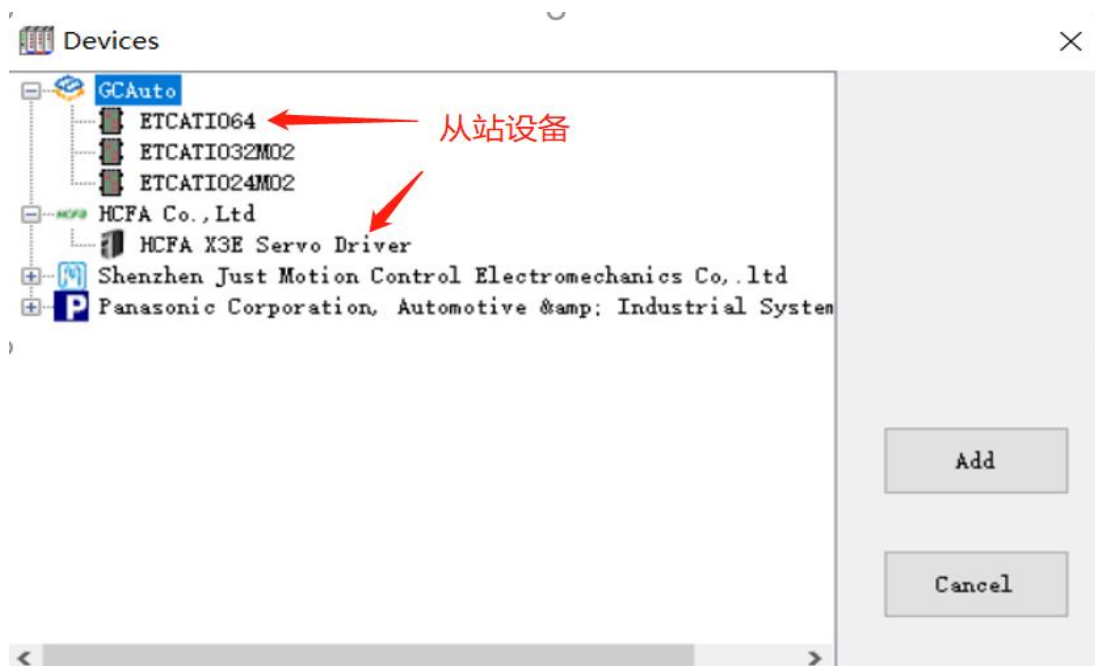 Devices
GCAuto
ETCATIO64
从站设备
ETCATIO32M02
ETCATIO24M02
HCFA HCFA Co.,Ltd
HCFA X3E Servo Driver
Shenzhen Just Motion Control Electromechanics Co,.ltd
P Panasonic Corporation, Automotive &amp; Industrial System
Add
Cancel